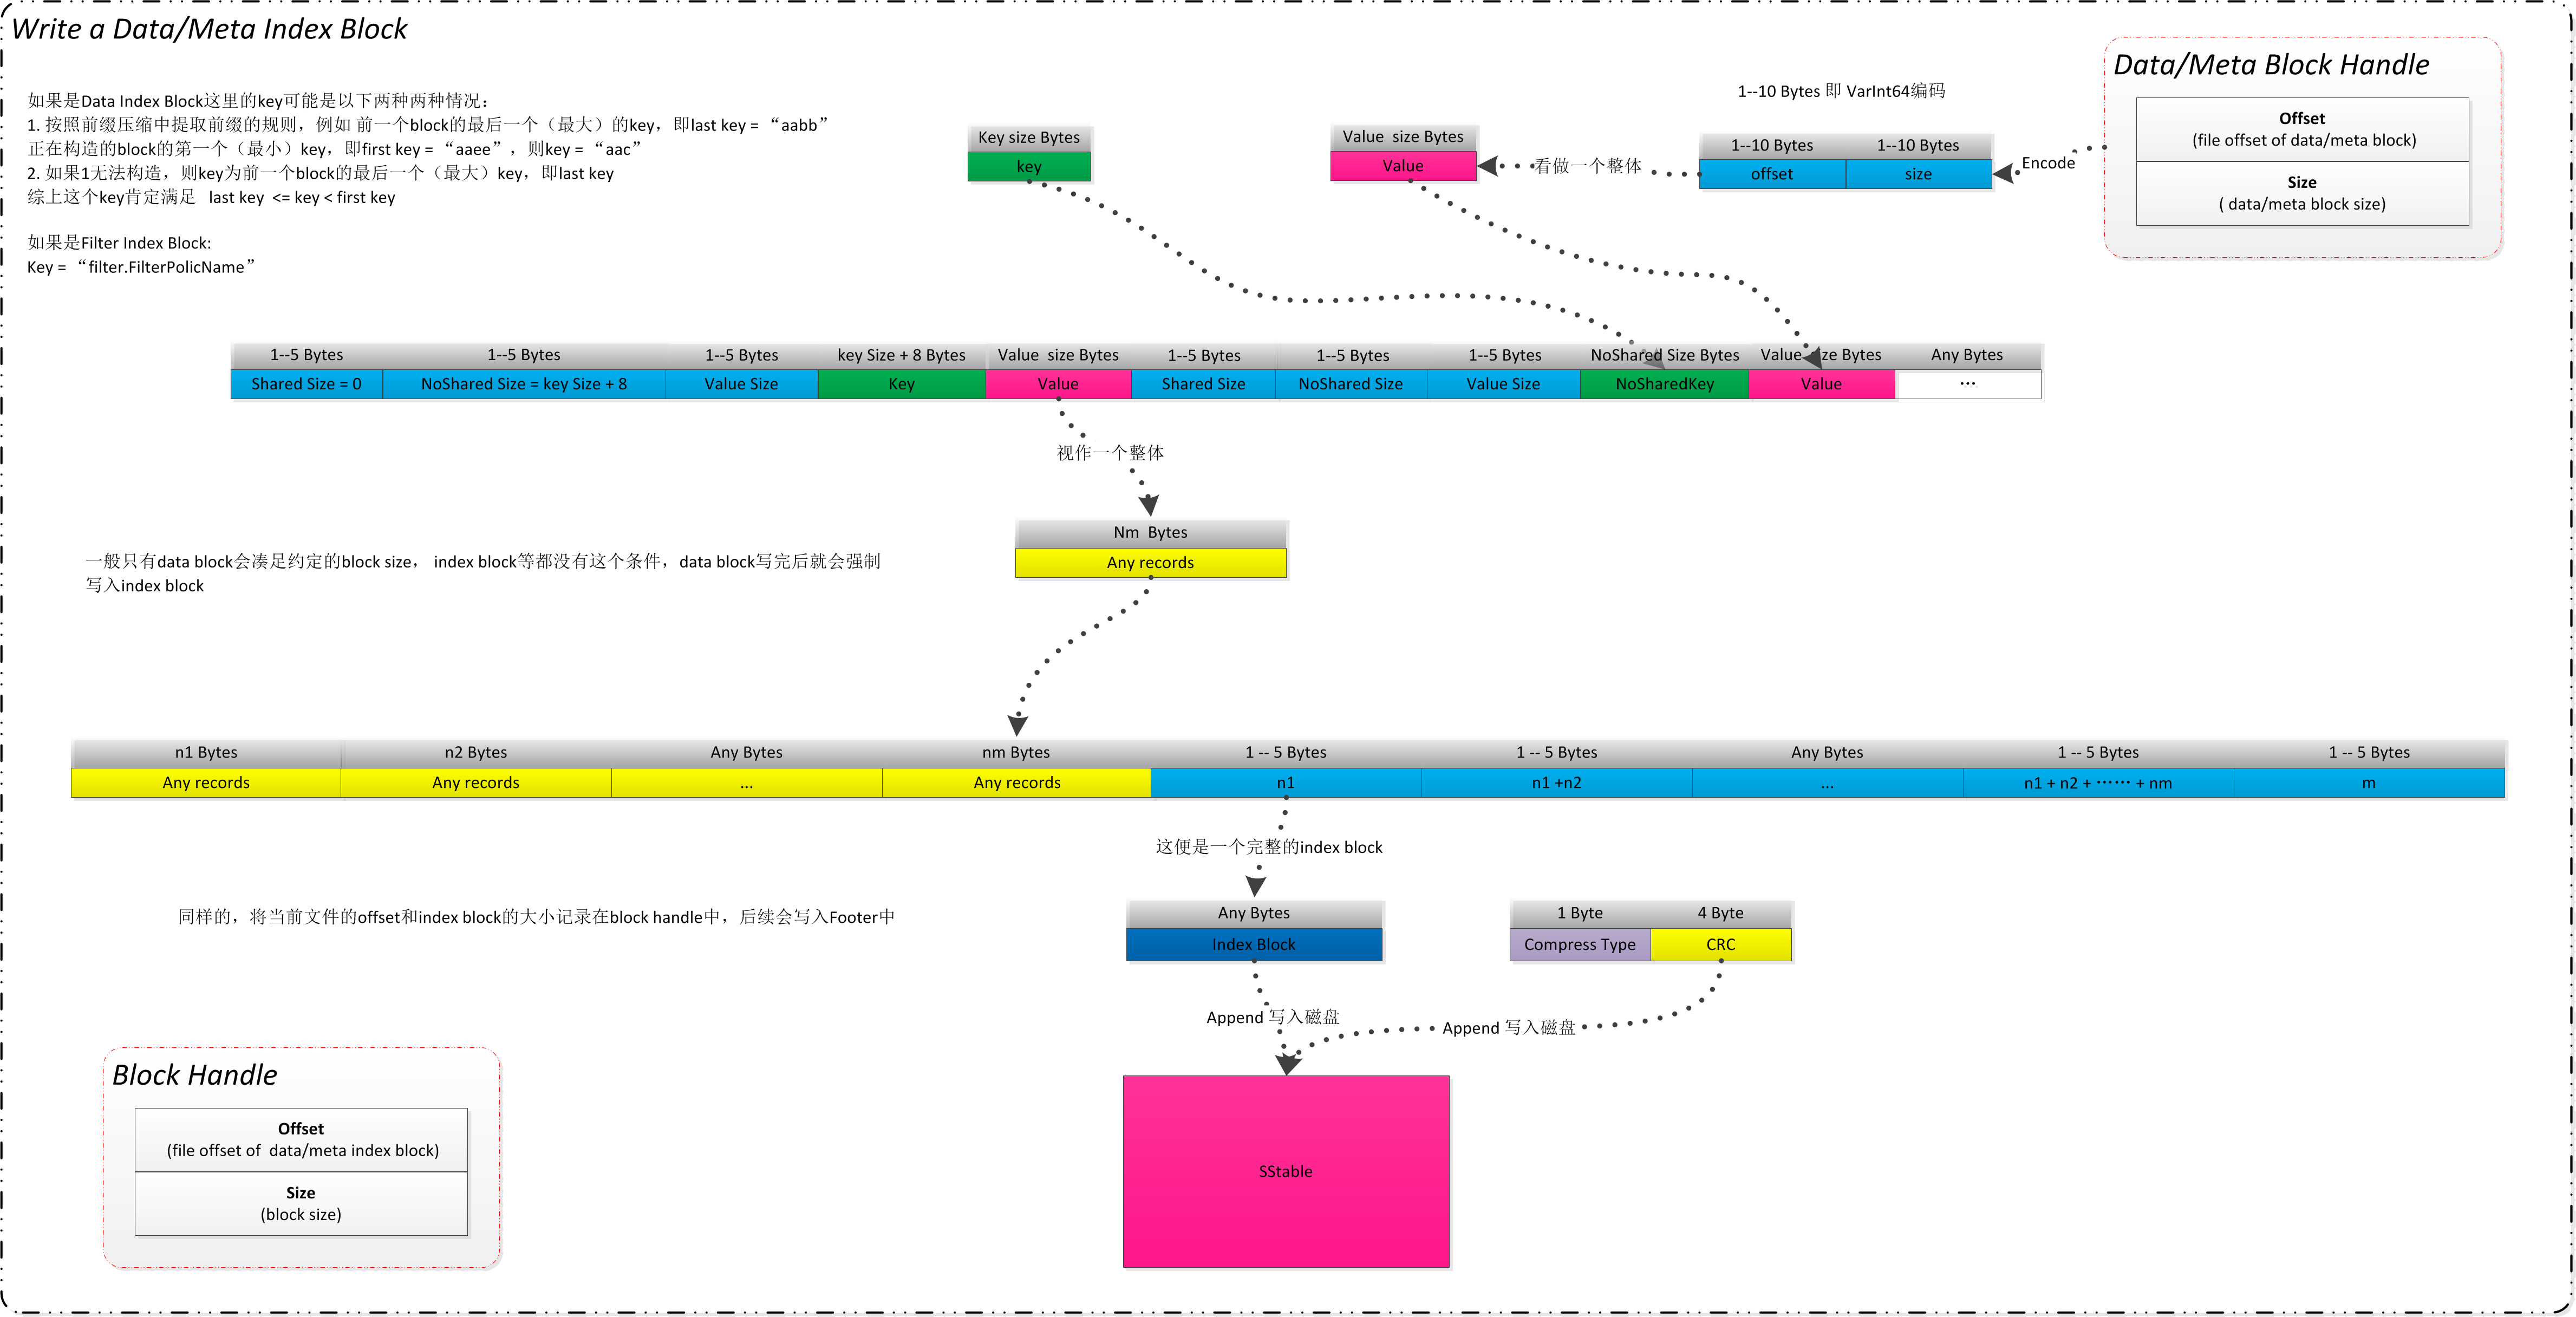 Write a Data/Meta Index Block
如果是Data Index Block这里的key可能是以下两种两种情况：
1. 按照前缀压缩中提取前缀的规则，例如 前一个block的最后一个（最大）的key，即last key = “aabb”
正在构造的block的第一个（最小）key，即first key = “aaee”，则key = “aac”
2. 如果1无法构造，则key为前一个block的最后一个（最大）key，即last key
综上这个key肯定满足 last key <= key < first key
如果是Filter Index Block:
Key = “filter.FilterPolicName”
Key size Bytes
key
Value size Bytes
Value
看做一个整体
1--10 Bytes 即 VarInt64编码
1--10 Bytes 1--10 Bytes
offset size
Encode
Data/Meta Block Handle
Offset
(file offset of data/meta block)
Size
( data/meta block size)
1--5 Bytes 1--5 Bytes 1--5 Bytes key Size + 8 Bytes Value size Bytes 1--5 Bytes 1--5 Bytes 1--5 Bytes NoShared Size Bytes Value size Bytes Any Bytes
Shared Size = 0 NoShared Size = key Size + 8 Value Size Key Value Shared Size NoShared Size Value Size NoSharedKey Value ...
视作一个整体
Nm Bytes
Any records
一般只有data block会凑足约定的block size， index block等都没有这个条件，data block写完后就会强制
写入index block
n1 Bytes n2 Bytes Any Bytes nm Bytes 1 -- 5 Bytes 1 -- 5 Bytes Any Bytes 1 -- 5 Bytes 1 -- 5 Bytes
Any records Any records ... Any records n1 n1 +n2 ... n1 + n2 + …… + nm m
这便是一个完整的index block
同样的，将当前文件的offset和index block的大小记录在block handle中，后续会写入Footer中
Any Bytes
Index Block
1 Byte 4 Byte
Compress Type CRC
Append 写入磁盘
Append 写入磁盘
Block Handle
Offset
(file offset of data/meta index block)
Size
(block size)
SStable